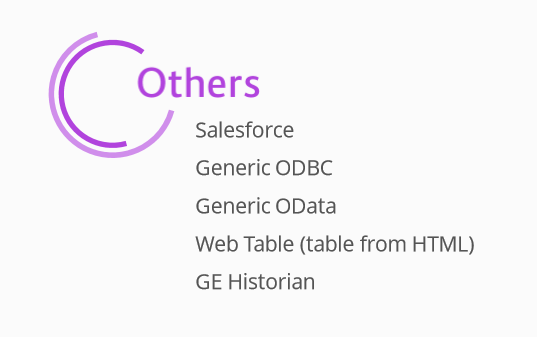 Others
Salesforce
Generic ODBC
Generic OData
Web Table (table from HTML)
GE Historian